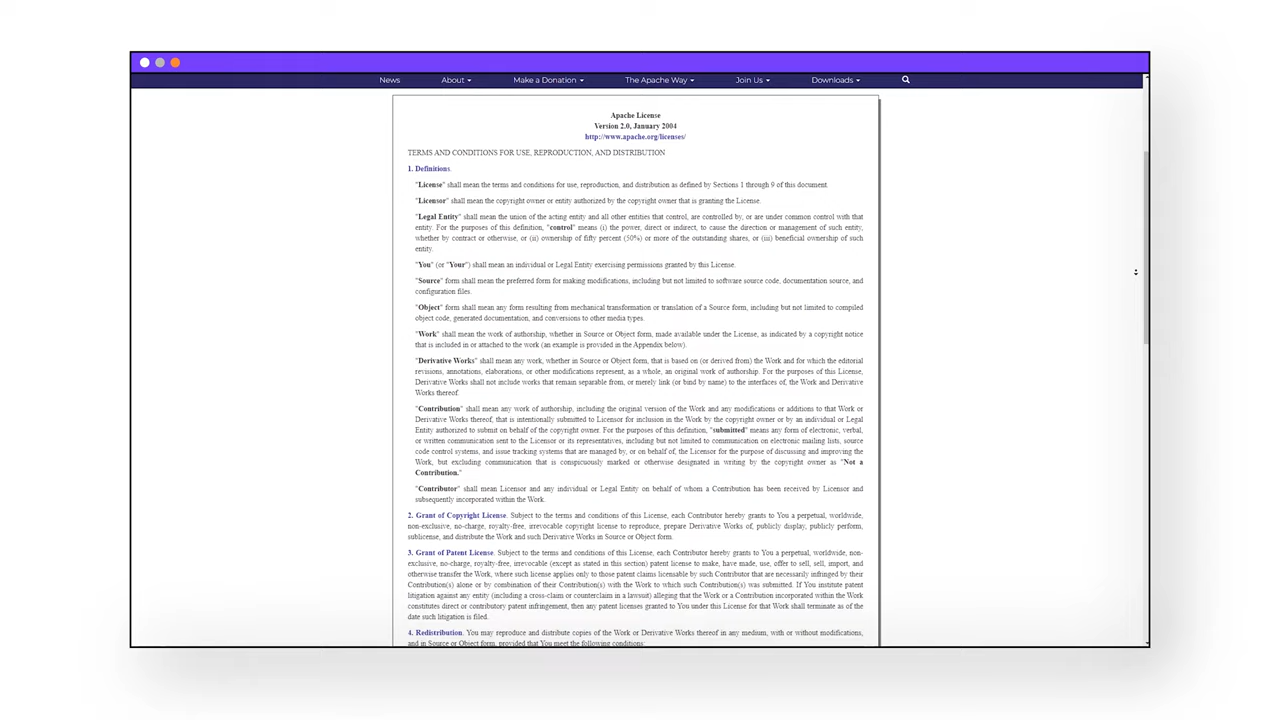 News About Make a Donation The Apache Way Join Us Downloads
Apache License
Version 2.0, January 2004
http://www.apache.org/licenses/
TERMS AND CONDITIONS FOR USE, REPRODUCTION, AND DISTRIBUTION
1. Definitions.
"License" shall mean the terms and conditions for use, reproduction, and distribution as defined by Sections 1 through 9 of this document.
"Licensor" shall mean the copyright owner or entity authorized by the copyright owner that is granting the License.
"Legal Entity" shall mean the union of the acting entity and all other entities that control, are controlled by, or are under common control with that
entity. For the purposes of this definition, "control" means (i) the power, direct or indirect, to cause the direction or management of such entity,
whether by contract or otherwise, or (ii) ownership of fifty percent (50%) or more of the outstanding shares, or (iii) beneficial ownership of such
entity.
"You" (or "Your") shall mean an individual or Legal Entity exercising permissions granted by this License.
"Source" form shall mean the preferred form for making modifications, including but not limited to software source code, documentation source, and
configuration files.
"Object" form shall mean any form resulting from mechanical transformation or translation of a Source form, including but not limited to compiled
object code, generated documentation, and conversions to other media types.
"Work" shall mean the work of authorship, whether in Source or Object form, made available under the License, as indicated by a copyright notice
that is included in or attached to the work (an example is provided in the Appendix below).
"Derivative Works" shall mean any work, whether in Source or Object form, that is based on (or derived from) the Work and for which the editorial
revisions, annotations, elaborations, or other modifications represent, as a whole, an original work of authorship. For the purposes of this License,
Derivative Works shall not include works that remain separable from, or merely link (or bind by name) to the interfaces of, the Work and Derivative
Works thereof.
"Contribution" shall mean any work of authorship, including the original version of the Work and any modifications or additions to that Work or
Derivative Works thereof, that is intentionally submitted to Licensor for inclusion in the Work by the copyright owner or by an individual or Legal
Entity authorized to submit on behalf of the copyright owner. For the purposes of this definition, "submitted" means any form of electronic, verbal,
or written communication sent to the Licensor or its representatives, including but not limited to communication on electronic mailing lists, source
code control systems, and issue tracking systems that are managed by, or on behalf of, the Licensor for the purpose of discussing and improving the
Work, but excluding communication that is conspicuously marked or otherwise designated in writing by the copyright owner as "Not a
Contribution."
"Contributor" shall mean Licensor and any individual or Legal Entity on behalf of whom a Contribution has been received by Licensor and
subsequently incorporated within the Work.
2. Grant of Copyright License. Subject to the terms and conditions of this License, each Contributor hereby grants to You a perpetual, worldwide,
non-exclusive, no-charge, royalty-free, irrevocable copyright license to reproduce, prepare Derivative Works of, publicly display, publicly perform,
sublicense, and distribute the Work and such Derivative Works in Source or Object form.
3. Grant of Patent License. Subject to the terms and conditions of this License, each Contributor hereby grants to You a perpetual, worldwide, non-
exclusive, no-charge, royalty-free, irrevocable (except as stated in this section) patent license to make, have made, use, offer to sell, sell, import, and
otherwise transfer the Work, where such license applies only to those patent claims licensable by such Contributor that are necessarily infringed by their
Contribution(s) alone or by combination of their Contribution(s) with the Work to which such Contribution(s) was submitted. If You institute patent
litigation against any entity (including a cross-claim or counterclaim in a lawsuit) alleging that the Work or a Contribution incorporated within the Work
constitutes direct or contributory patent infringement, then any patent licenses granted to You under this License for that Work shall terminate as of the
date such litigation is filed.
4. Redistribution. You may reproduce and distribute copies of the Work or Derivative Works thereof in any medium, with or without modifications,
and in Source or Object form, provided that You meet the following conditions: